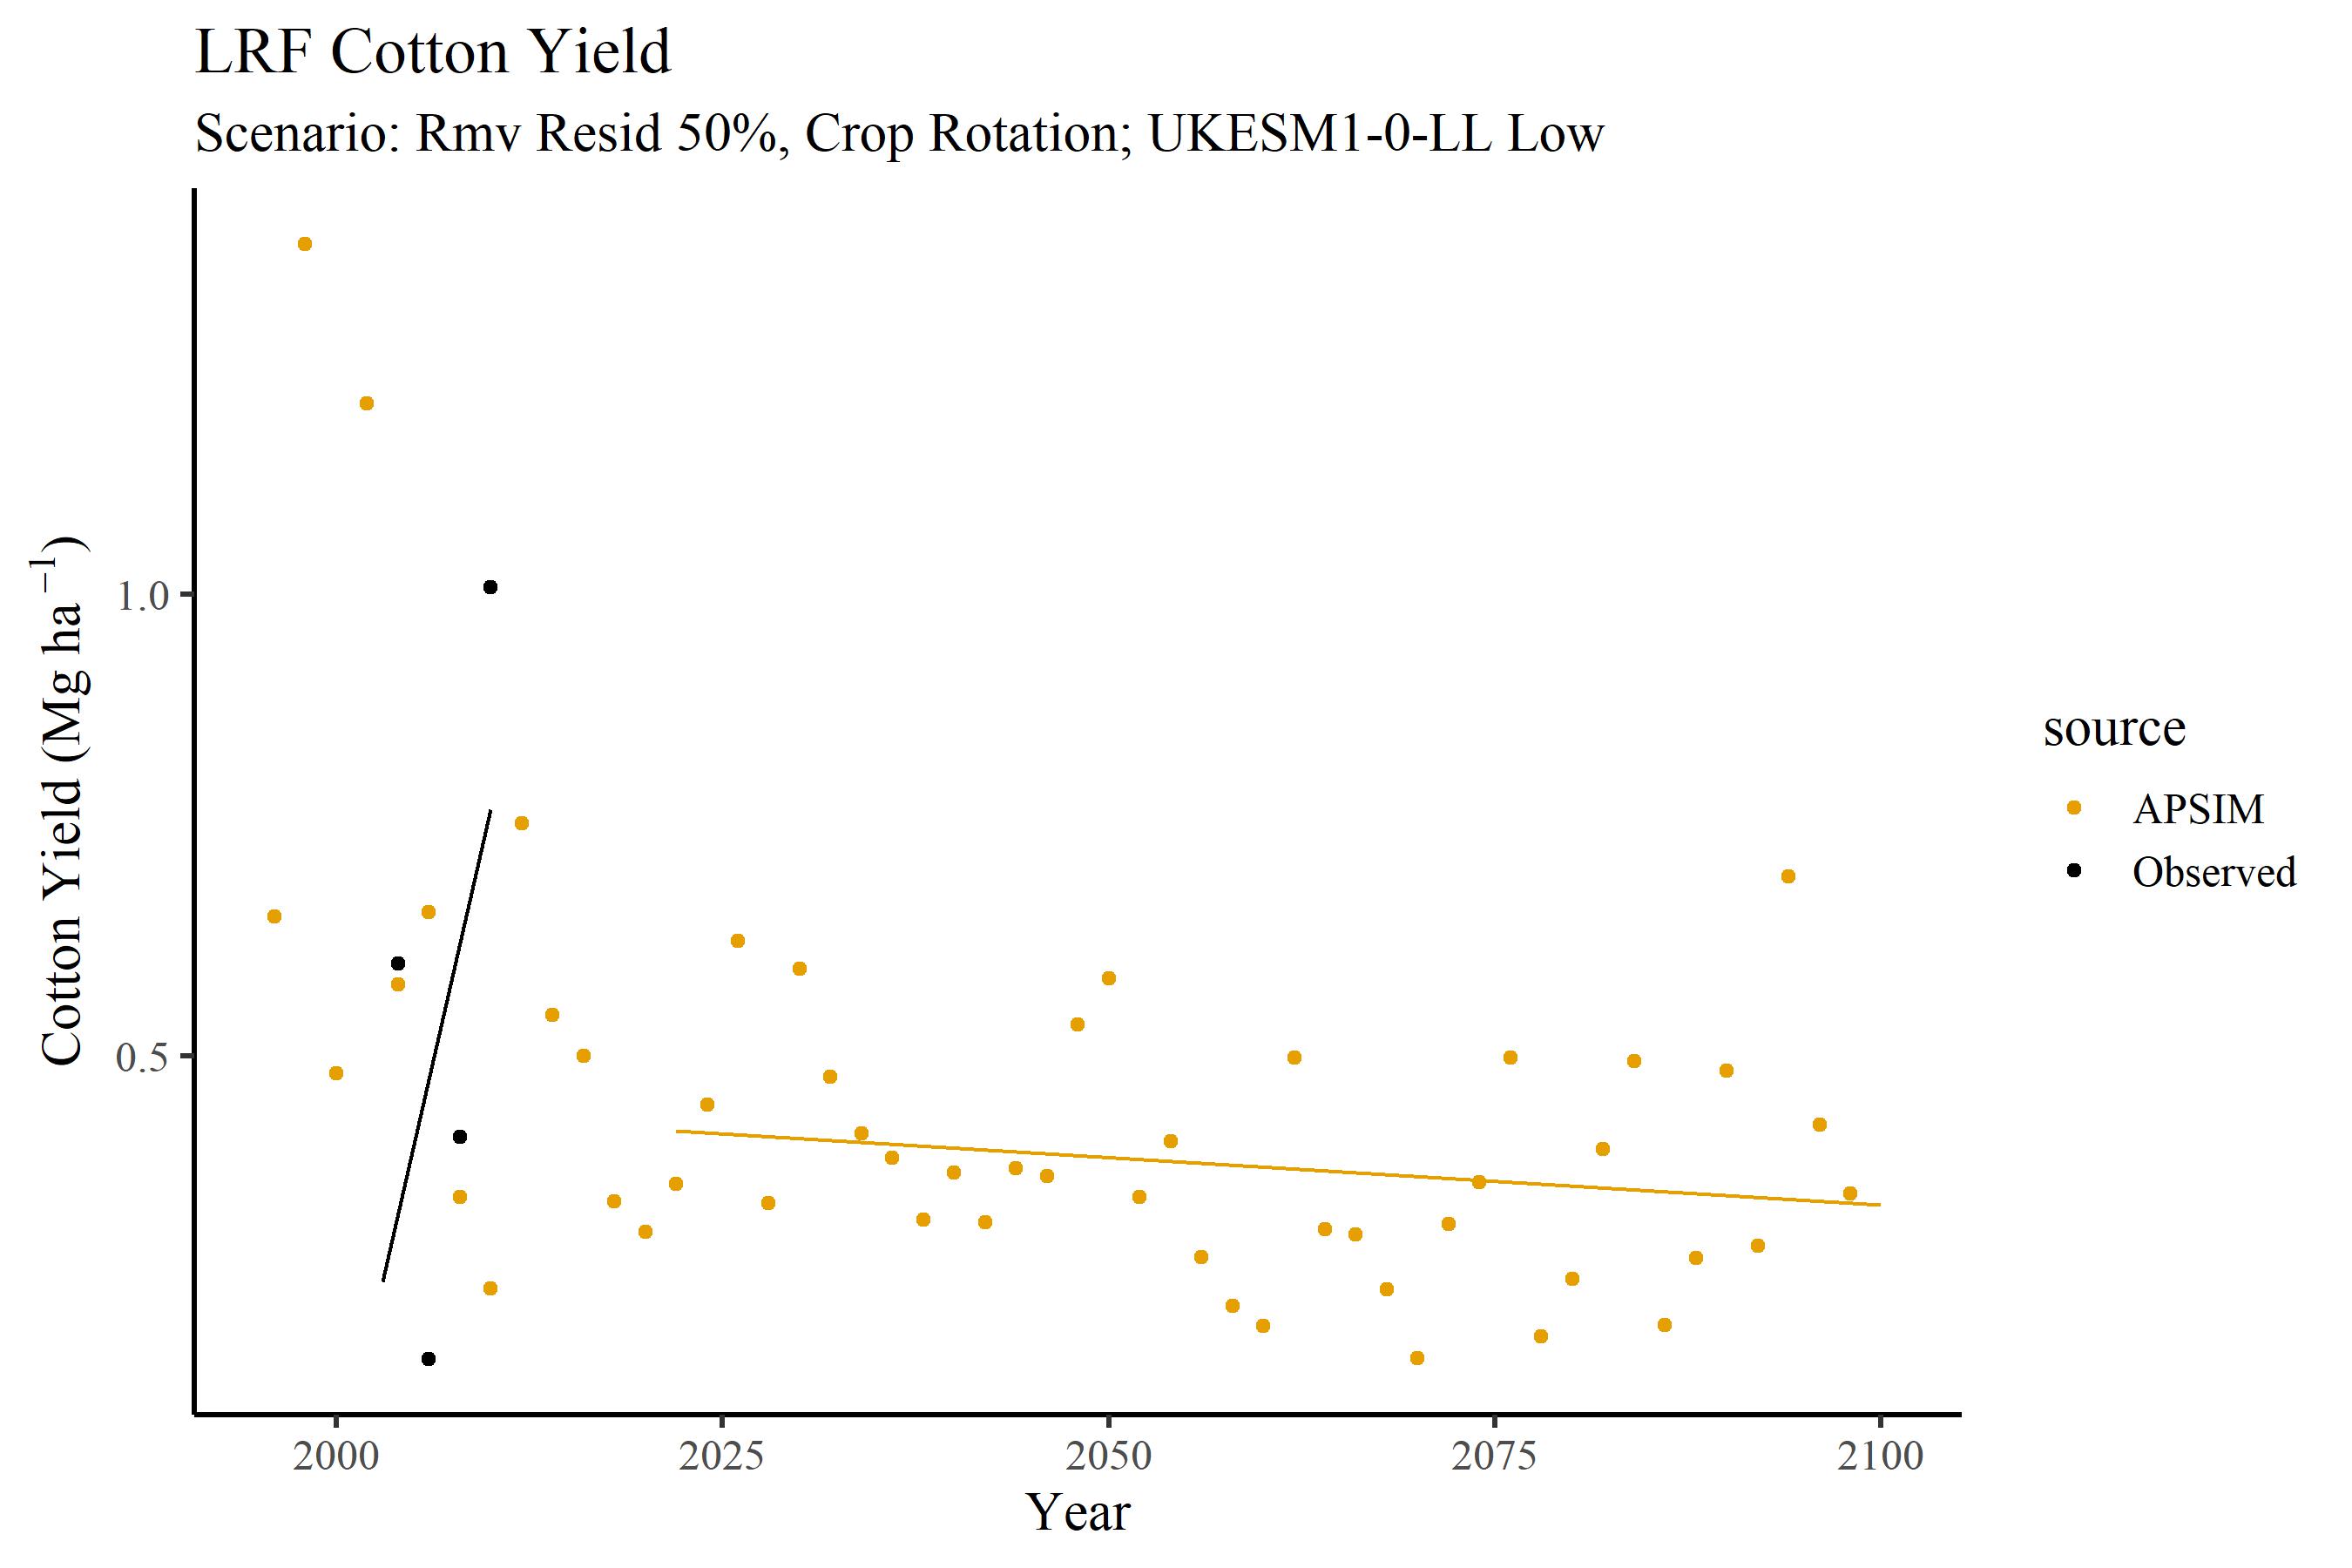 LRF Cotton Yield
Scenario: Rmv Resid 50%, Crop Rotation; UKESM1-0-LL Low
Cotton Yield (Mg ha −1)
1.0
0.5
2000 2025 2050 2075 2100
Year
source
APSIM
Observed